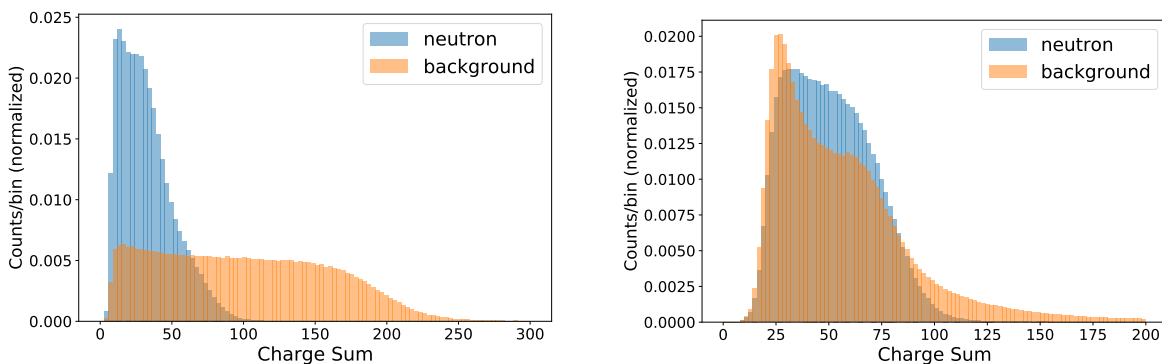 0.025
0.020
0.015
0.010
0.005
0.000
Counts/bin (normalized)
neutron
background
0 50 100 150 200 250 300
Charge Sum
0.0200
0.0175
0.0150
0.0125
0.0100
0.0075
0.0050
0.0025
0.0000
Counts/bin (normalized)
neutron
background
0 25 50 75 100 125 150 175 200
Charge Sum